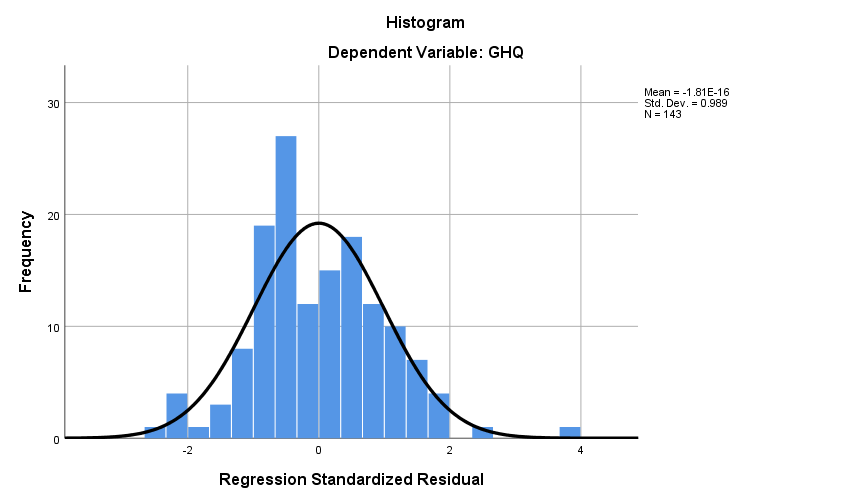 Histogram
Dependent Variable: GHQ
Mean = -1.81E-16
Std. Dev. = 0.989
N = 143
Frequency
30
20
10
0
-2 0 2 4
Regression Standardized Residual